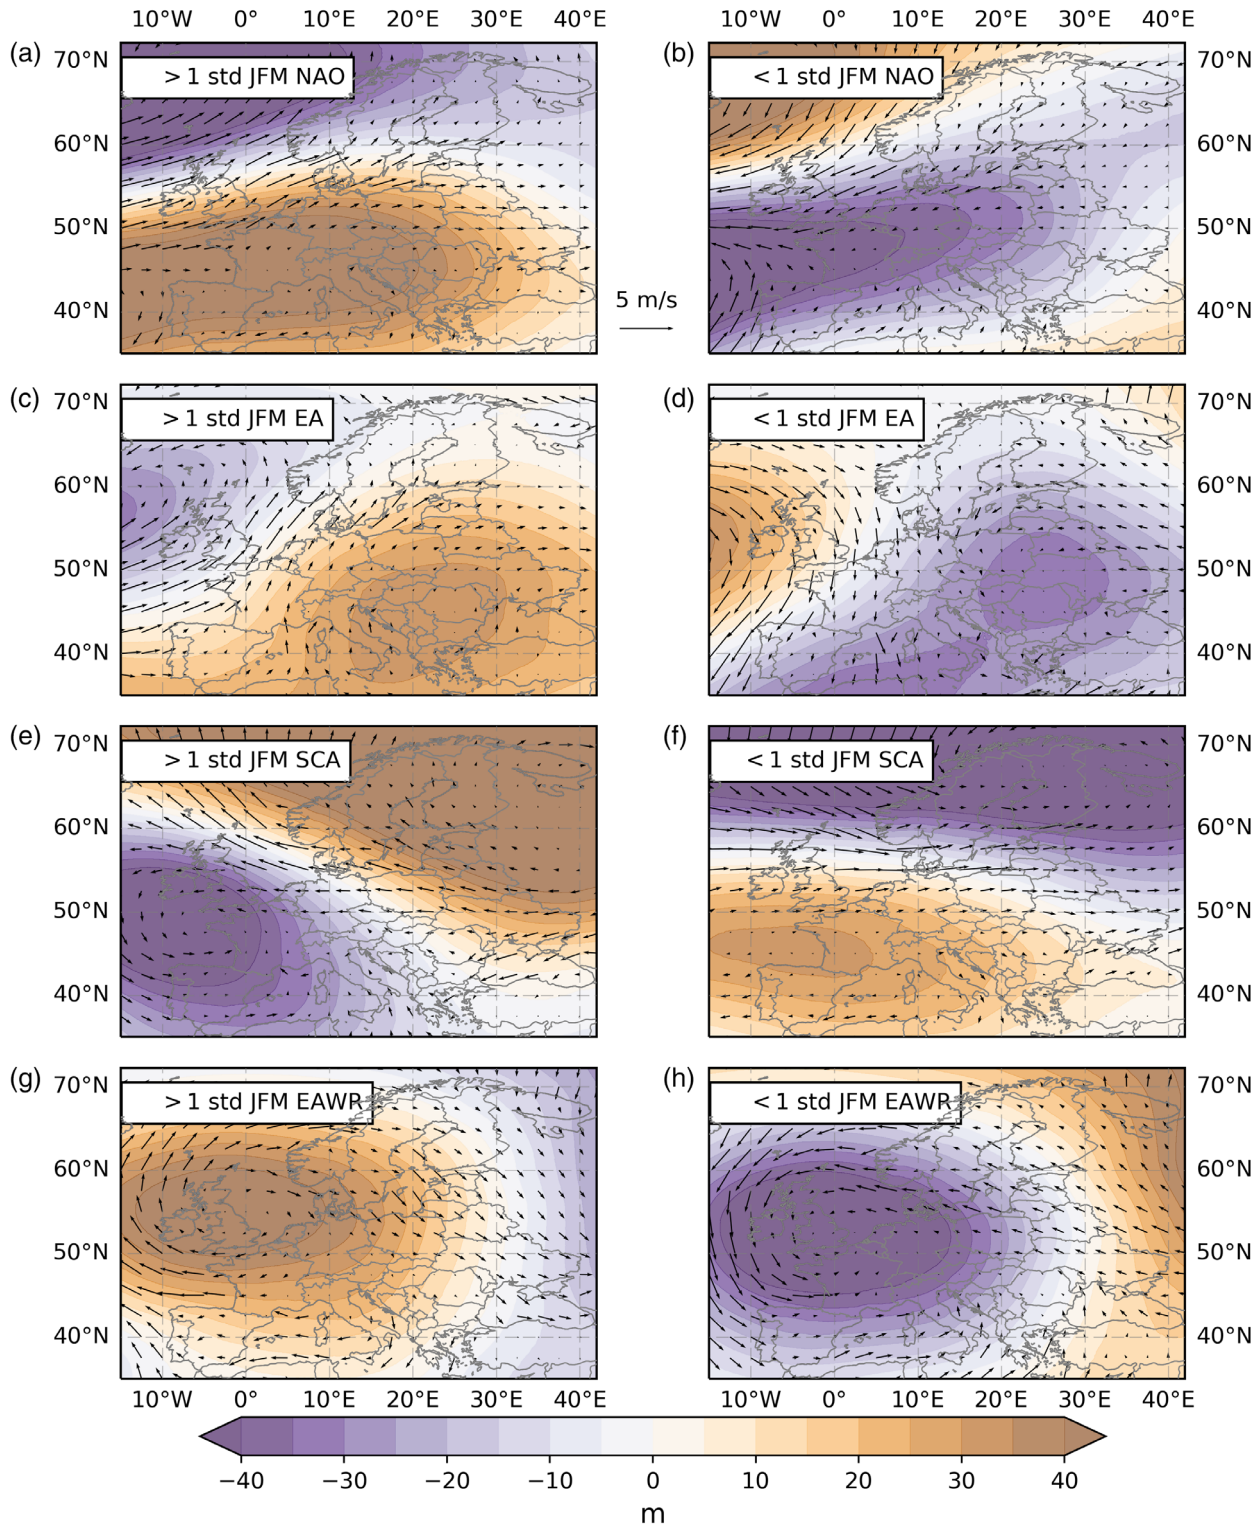 10°W 0° 10°E 20°E 30°E 40°E 10°W 0° 10°E 20°E 30°E 40°E
(a) 70°N > 1 std JFM NAO (b) < 1 std JFM NAO 70°N
60°N 60°N
50°N 50°N
5 m/s
40°N 40°N
(c) 70°N > 1 std JFM EA (d) < 1 std JFM EA 70°N
60°N 60°N
50°N 50°N
40°N 40°N
(e) 70°N > 1 std JFM SCA (f) < 1 std JFM SCA 70°N
60°N 60°N
50°N 50°N
40°N 40°N
(g) 70°N > 1 std JFM EAWR (h) < 1 std JFM EAWR 70°N
60°N 60°N
50°N 50°N
40°N 40°N
10°W 0° 10°E 20°E 30°E 40°E 10°W 0° 10°E 20°E 30°E 40°E
−40 −30 −20 −10 0 10 20 30 40
m